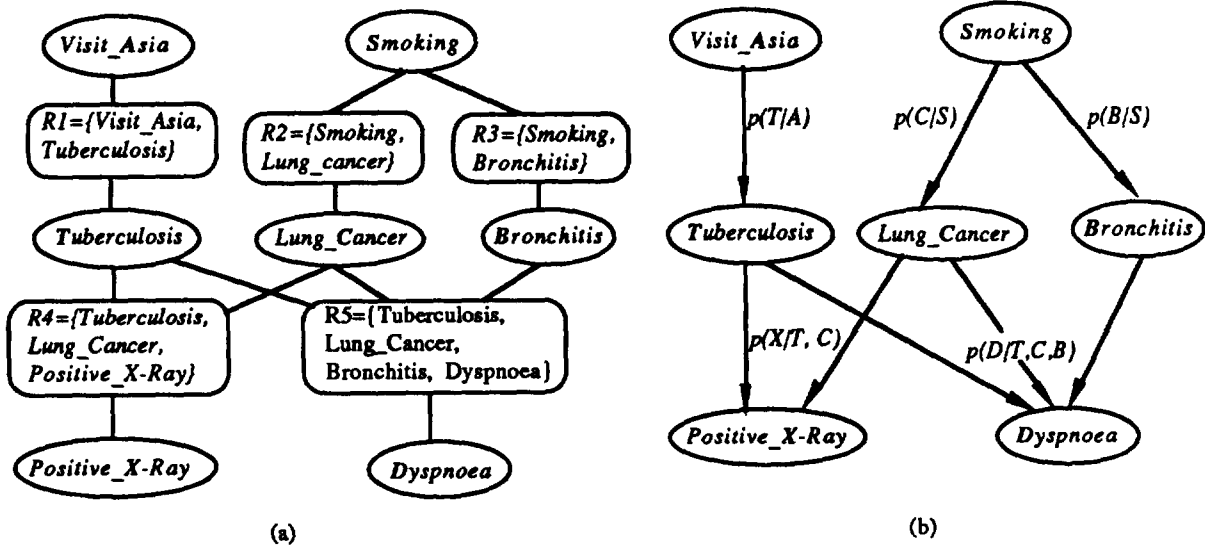 Visit_Asia
Smoking
R1={Visit_Asia,
Tuberculosis}
R2={Smoking,
Lung_cancer}
R3={Smoking,
Bronchitis}
Tuberculosis
Lung_Cancer
Bronchitis
R4={Tuberculosis,
Lung_Cancer,
Positive_X-Ray}
R5={Tuberculosis,
Lung_Cancer,
Bronchitis, Dyspnoea}
Positive_X-Ray
Dyspnoea
(a)
Visit_Asia
Smoking
p(T/A)
p(C/S)
p(B/S)
Tuberculosis
Lung_Cancer
Bronchitis
p(X/T, C)
p(D/T,C,B)
Positive_X-Ray
Dyspnoea
(b)